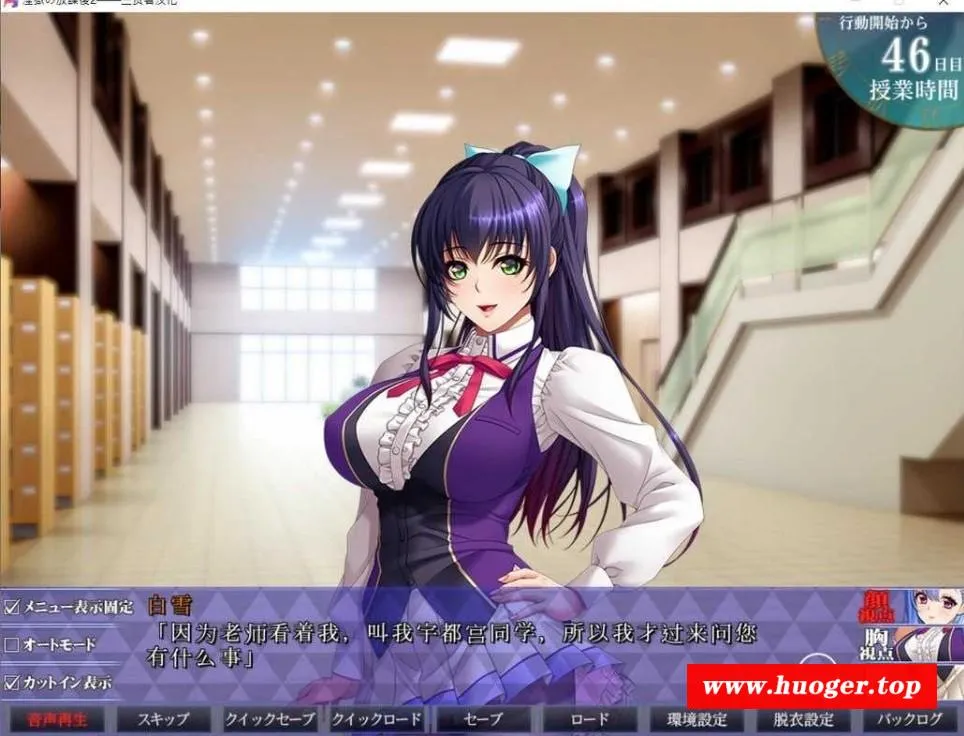 行動開始から
46日目
授業時間
メニュー表示固定
白雪
顔
視点
「因为老师看着我，叫我宇都宫同学，所以我才过来问您
オートモード
胸
視点
有什么事」
カットイン表示
www.huoger.top
音声再生 スキップ クイックセーブ クイックロード セーブ ロード 環境設定 脱衣設定 バックログ